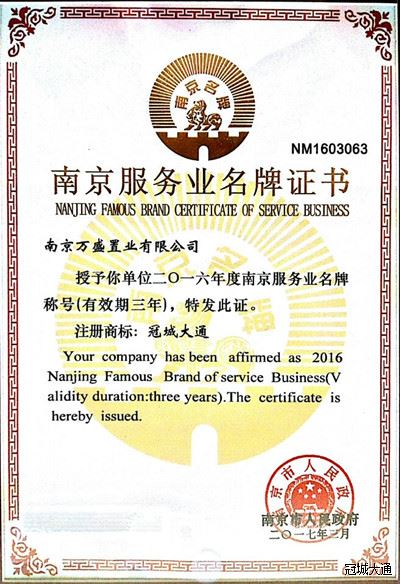 南京名牌
NM1603063
南京服务业名牌证书
NANJING FAMOUS BRAND CERTIFICATE OF SERVICE BUSINESS
南京万盛置业有限公司
授予你单位二〇一六年度南京服务业名牌
称号(有效期三年)，特发此证。
注册商标：冠城大通
Your company has been affirmed as 2016
Nanjing Famous Brand of service Business(V
alidity duration:three years).The certificate is
hereby issued.
南京市人民政府
南京市人民政府
二〇一七年三月
冠城大通